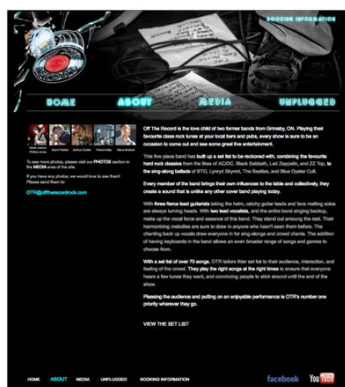 BOOKING INFORMATION
HOME ABOUT MEDIA UNPLUGGED
Off The Record is the love child of two former bands from Grimsby, ON. Playing their
favourite class rock tunes at your local bars and pubs, every show is sure to be an
occasion to come out and see some great live entertainment.
This five piece band has built up a set list to be reckoned with, combining the favourite
hard rock classics from the likes of AC/DC, Black Sabbath, Led Zeppelin, and ZZ Top, to
the sing-along ballads of BTO, Lynyrd Skynrd, The Beatles, and Blue Oyster Cult.
Every member of the band brings their own influences to the table and collectively, they
create a sound that is unlike any other cover band playing today.
With three fierce lead guitarists taking the helm, catchy guitar leads and face melting solos
are always turning heads. With two lead vocalists, and the entire band singing backup,
make up the vocal force and essence of this band. They stand out among the rest. Their
harmonizing melodies are sure to draw in anyone who hasn't seen them before. The
chanting back up vocals draw everyone in for sing-alongs and crowd chants. The addition
of having keyboards in the band allows an even broader range of songs and genres to
choose from.
With a set list of over 70 songs, OTR tailors thier set list to their audience, interaction, and
feeling of the crowd. They play the right songs at the right times to ensure that everyone
hears a few tunes they want, and convincing people to stick around until the end of the
show.
Pleasing the audience and putting on an enjoyable performance is OTR's number one
priority wherever they go.
VIEW THE SET LIST
To see more photos, please visit our PHOTOS section in
the MEDIA area of the site.
If you have any photos, we would love to see them!
Please send them to:
OTR@offtherecordrock.com
HOME ABOUT MEDIA UNPLUGGED BOOKING INFORMATION facebook YouTube